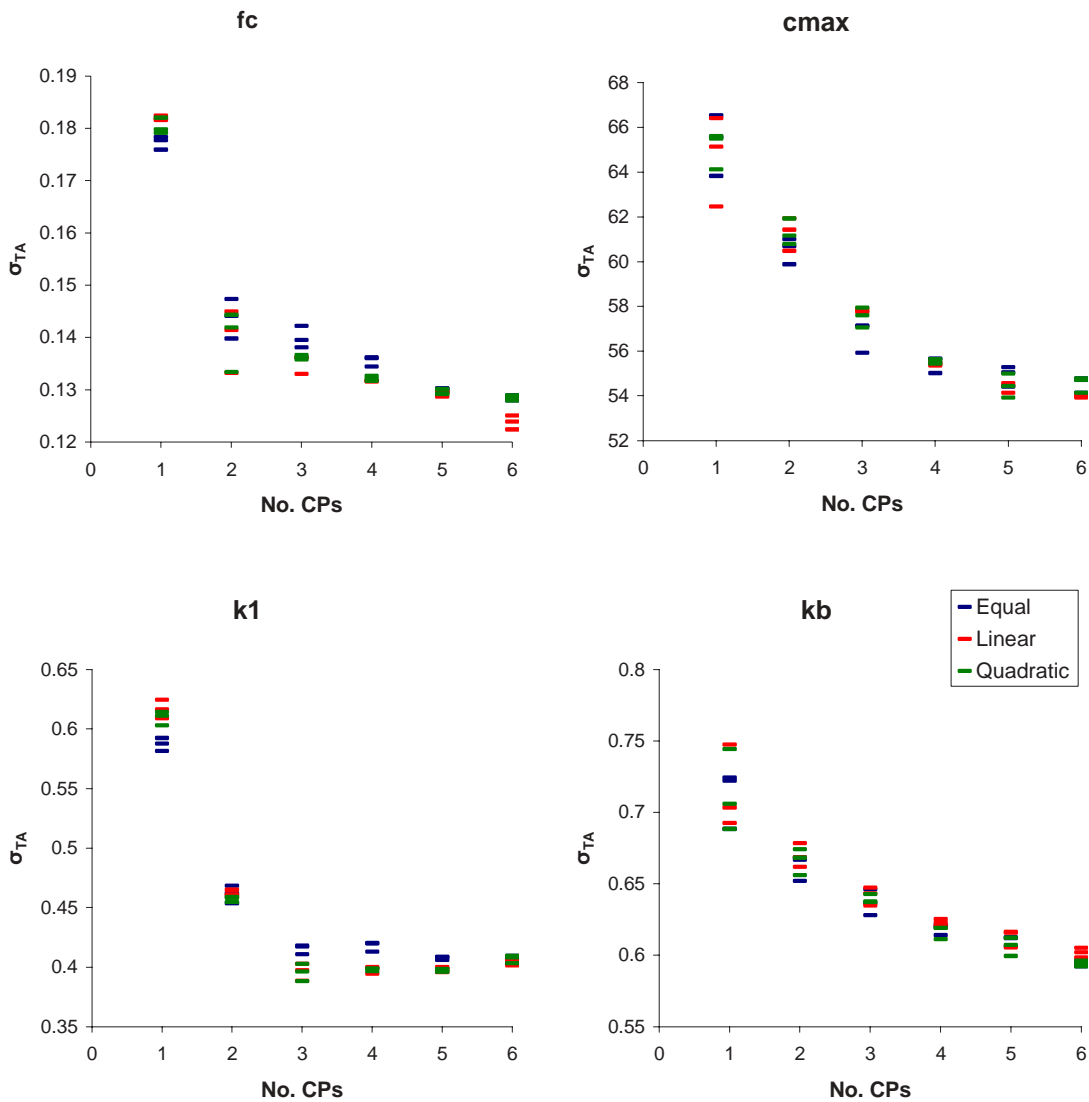 fc
0.19
0.18
0.17
0.16
0.15
0.14
0.13
0.12
σTA
0 1 2 3 4 5 6
No. CPs
cmax
68
66
64
62
60
58
56
54
52
σTA
0 1 2 3 4 5 6
No. CPs
k1
0.65
0.6
0.55
0.5
0.45
0.4
0.35
σTA
0 1 2 3 4 5 6
No. CPs
kb
Equal
Linear
Quadratic
0.8
0.75
0.7
0.65
0.6
0.55
σTA
0 1 2 3 4 5 6
No. CPs